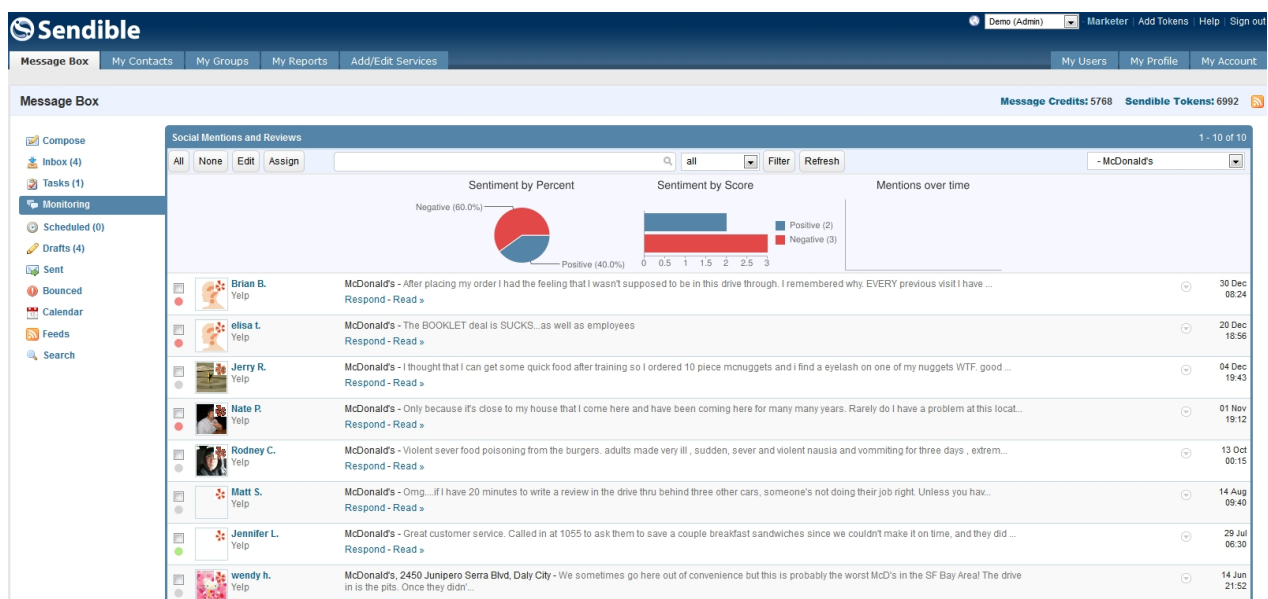 Sendible
Demo (Admin) Marketer | Add Tokens | Help | Sign out
Message Box My Contacts My Groups My Reports Add/Edit Services My Users My Profile My Account
Message Box
Message Credits: 5768 Sendible Tokens: 6992
Compose
Inbox (4)
Tasks (1)
Monitoring
Scheduled (0)
Drafts (4)
Sent
Bounced
Calendar
Feeds
Search
Social Mentions and Reviews 1 - 10 of 10
All None Edit Assign all Filter Refresh - McDonald's
Sentiment by Percent Sentiment by Score Mentions over time
Negative (60.0%)
Positive (40.0%)
Positive (2)
Negative (3)
0 0.5 1 1.5 2 2.5 3
Brian B.
Yelp
McDonald's - After placing my order I had the feeling that I wasn't supposed to be in this drive through. I remembered why. EVERY previous visit I have ...
Respond - Read »
30 Dec
08:24
elisa t.
Yelp
McDonald's - The BOOKLET deal is SUCKS...as well as employees
Respond - Read »
20 Dec
18:56
Jerry R.
Yelp
McDonald's - I thought that I can get some quick food after training so I ordered 10 piece mcnuggets and i find a eyelash on one of my nuggets WTF. good ...
Respond - Read »
04 Dec
19:43
Nate P.
Yelp
McDonald's - Only because it's close to my house that I come here and have been coming here for many many years. Rarely do I have a problem at this locat...
Respond - Read »
01 Nov
19:12
Rodney C.
Yelp
McDonald's - Violent sever food poisoning from the burgers. adults made very ill , sudden, sever and violent nausia and vommiting for three days , extrem...
Respond - Read »
13 Oct
00:15
Matt S.
Yelp
McDonald's - Omg....if I have 20 minutes to write a review in the drive thru behind three other cars, someone's not doing their job right. Unless you hav...
Respond - Read »
14 Aug
09:40
Jennifer L.
Yelp
McDonald's - Great customer service. Called in at 1055 to ask them to save a couple breakfast sandwiches since we couldn't make it on time, and they did ...
Respond - Read »
29 Jul
06:30
wendy h.
Yelp
McDonald's, 2450 Junipero Serra Blvd, Daly City - We sometimes go here out of convenience but this is probably the worst McD's in the SF Bay Area! The drive
in is the pits. Once they didn'...
14 Jun
21:52